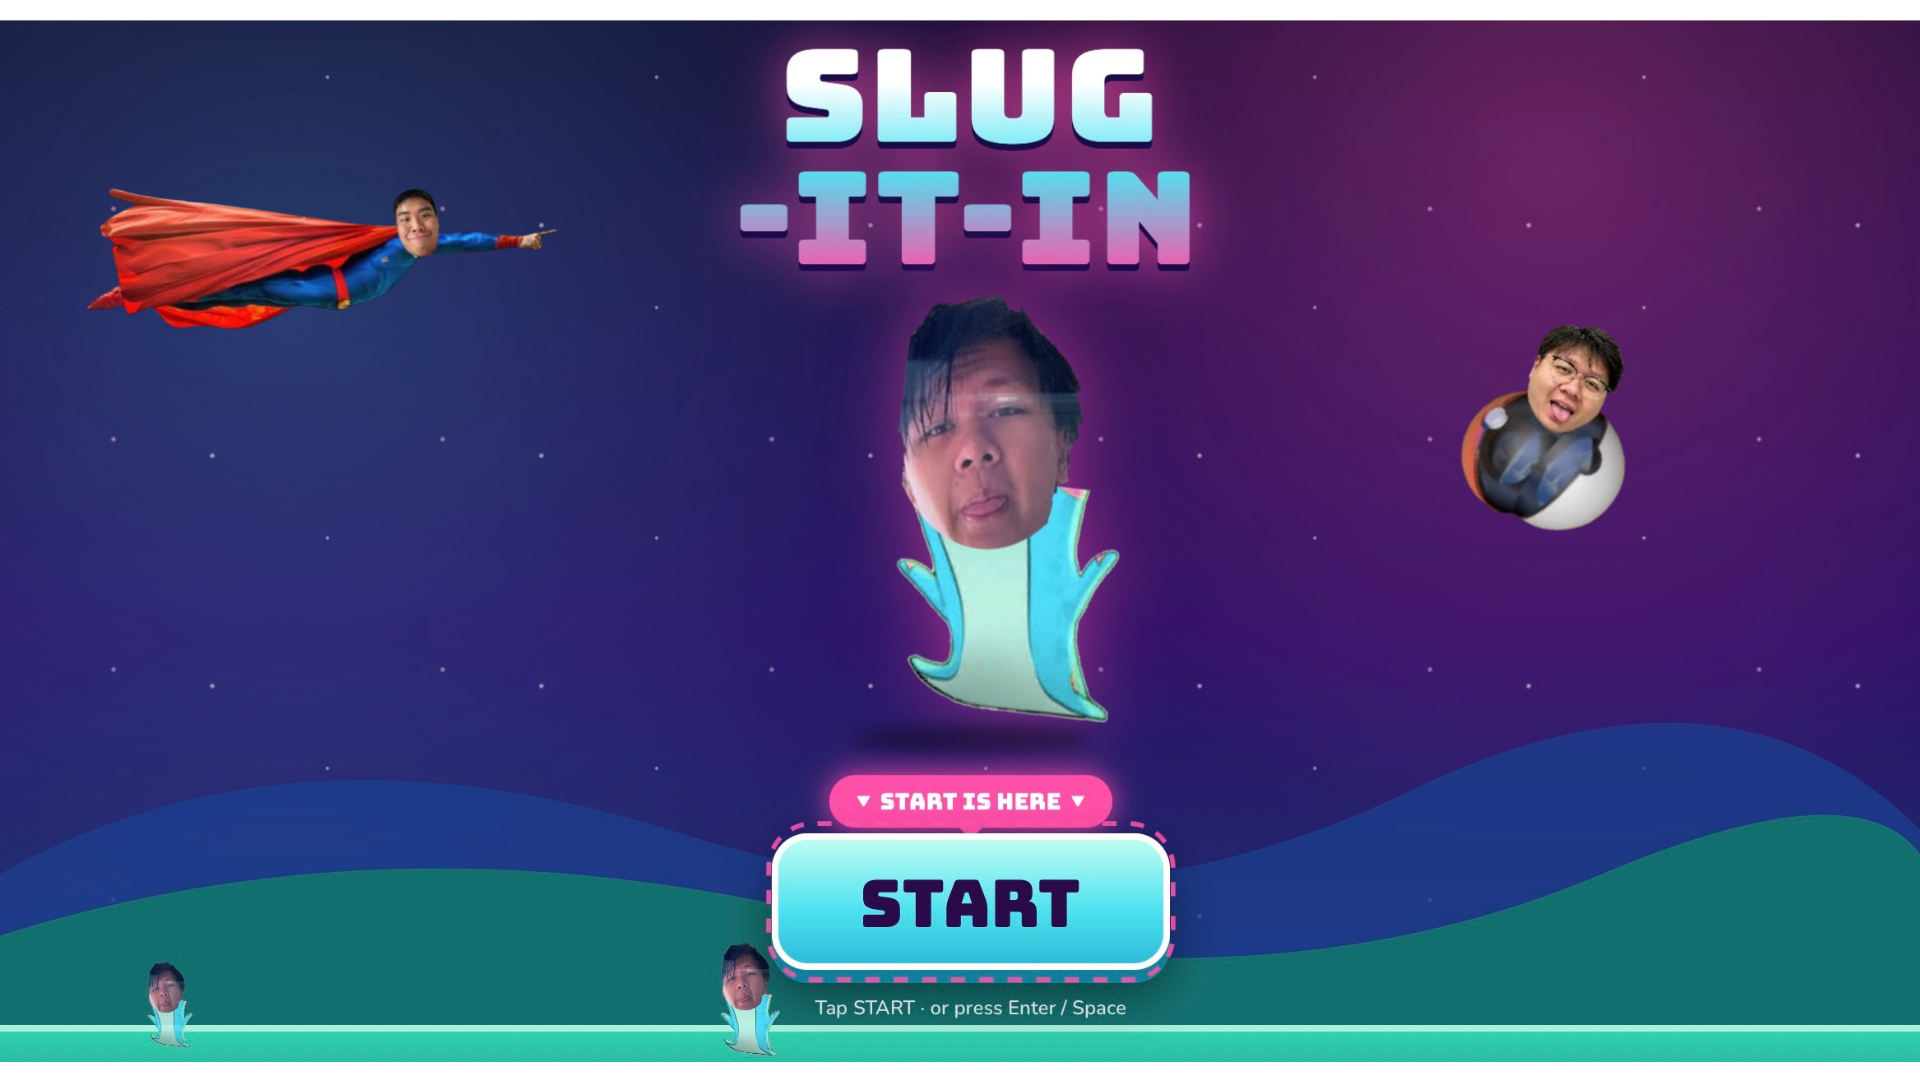 SLUG
-IT-IN
▼ START IS HERE ▼
START
Tap START · or press Enter / Space